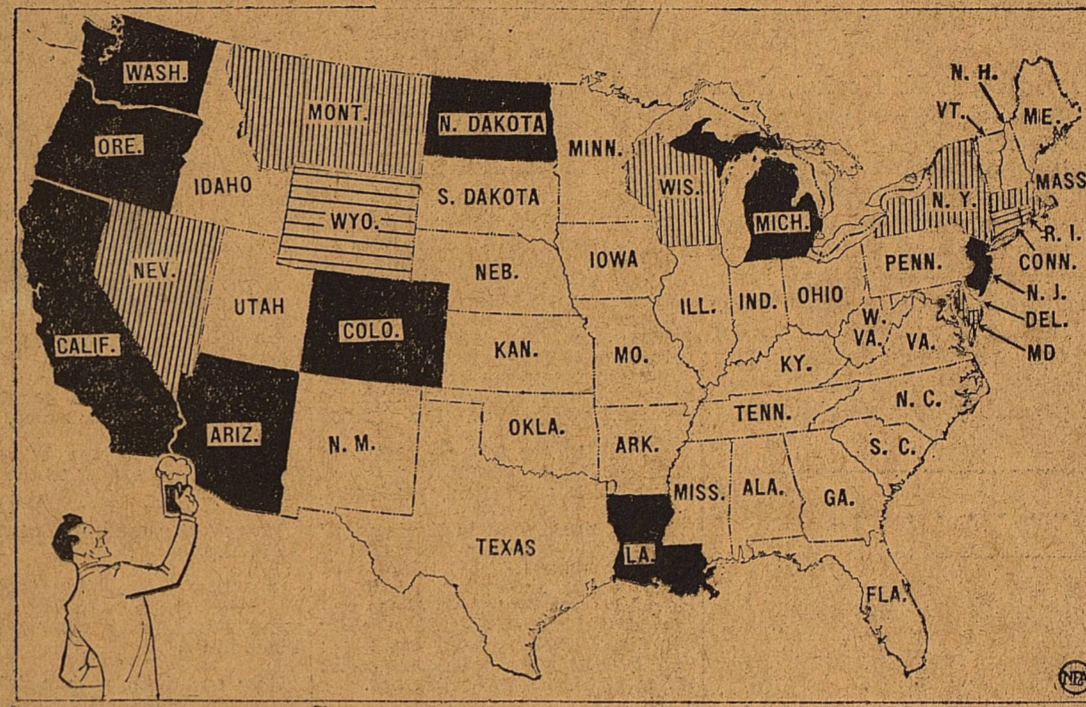 WASH.
MONT.
N. DAKOTA
MINN.
N. H.
VT.
ME.
ORE.
IDAHO
WYO.
S. DAKOTA
WIS.
MICH.
N. Y.
MASS
R. I.
CONN.
NEV.
UTAH
NEB.
IOWA
PENN.
N. J.
DEL.
MD
CALIF.
COLO.
KAN.
MO.
ILL.
IND.
OHIO
W.
VA.
VA.
KY.
ARIZ.
N. M.
OKLA.
ARK.
TENN.
N. C.
S. C.
MISS.
ALA.
GA.
TEXAS
LA.
FLA.
NEA